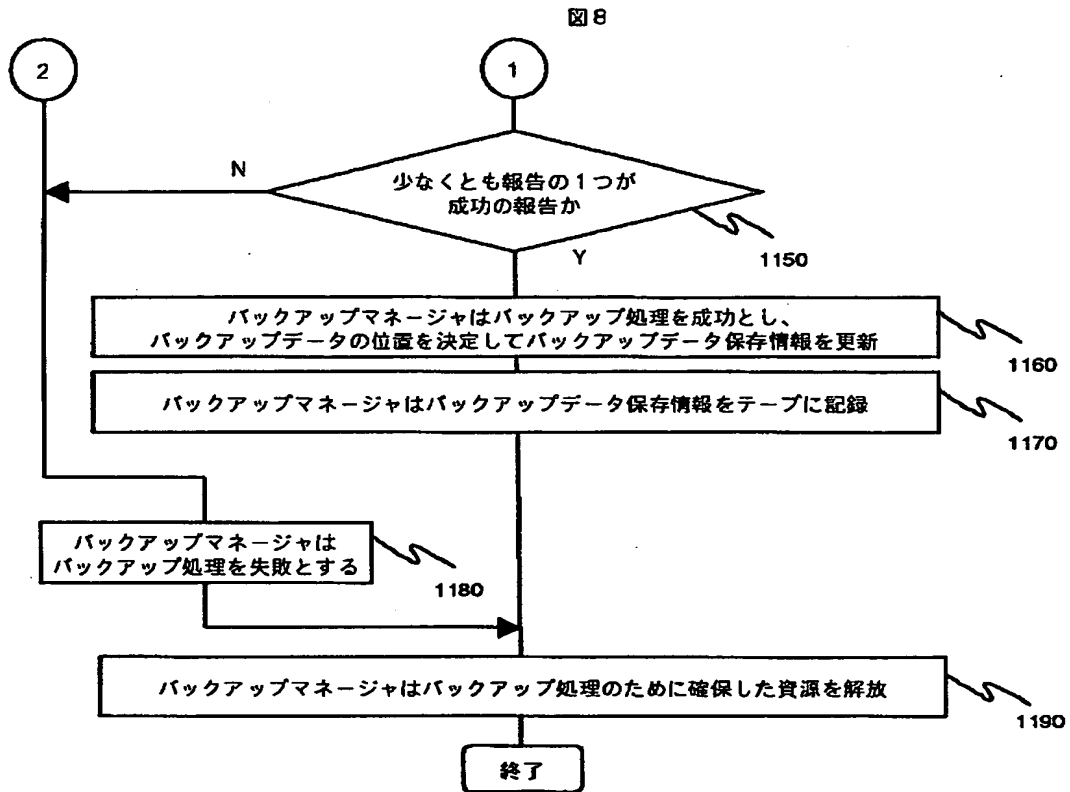 図8
2
1
N
少なくとも報告の1つが
成功の報告か
1150
Y
バックアップマネージャはバックアップ処理を成功とし、
バックアップデータの位置を決定してバックアップデータ保存情報を更新
1160
バックアップマネージャはバックアップデータ保存情報をテープに記録
1170
バックアップマネージャは
バックアップ処理を失敗とする
1180
バックアップマネージャはバックアップ処理のために確保した資源を解放
1190
終了